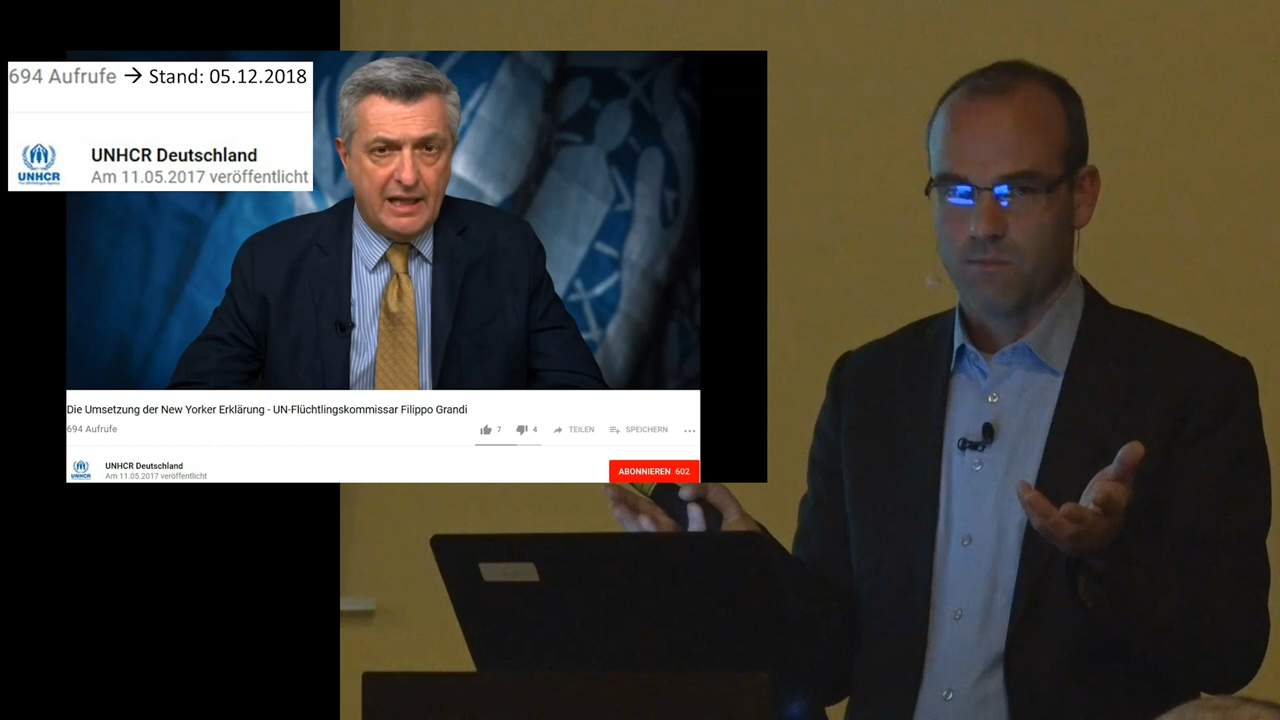 694 Aufrufe → Stand: 05.12.2018
UNHCR Deutschland
Am 11.05.2017 veröffentlicht
UNHCR
Die Umsetzung der New Yorker Erklärung - UN-Flüchtlingskommissar Filippo Grandi
694 Aufrufe
7
4
TEILEN
SPEICHERN
UNHCR Deutschland
Am 11.05.2017 veröffentlicht
UNHCR
ABONNIEREN 602